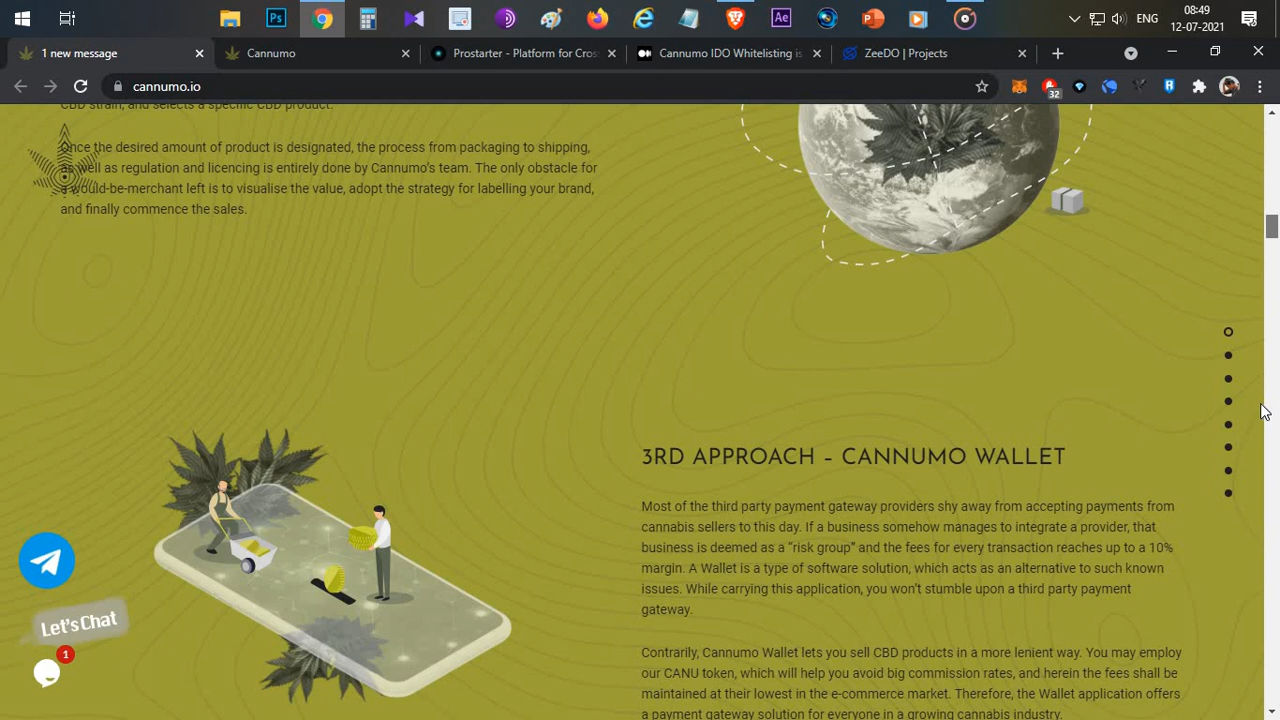 Ps
Ae
ENG
08:49
12-07-2021
1 new message
Cannumo
Prostarter - Platform for Cros
Cannumo IDO Whitelisting is
ZeeDO | Projects
cannumo.io
32
CBD strain, and selects a specific CBD product.
Once the desired amount of product is designated, the process from packaging to shipping,
as well as regulation and licencing is entirely done by Cannumo's team. The only obstacle for
a would-be-merchant left is to visualise the value, adopt the strategy for labelling your brand,
and finally commence the sales.
3RD APPROACH – CANNUMO WALLET
Most of the third party payment gateway providers shy away from accepting payments from
cannabis sellers to this day. If a business somehow manages to integrate a provider, that
business is deemed as a “risk group” and the fees for every transaction reaches up to a 10%
margin. A Wallet is a type of software solution, which acts as an alternative to such known
issues. While carrying this application, you won’t stumble upon a third party payment
gateway.
Contrarily, Cannumo Wallet lets you sell CBD products in a more lenient way. You may employ
our CANU token, which will help you avoid big commission rates, and herein the fees shall be
maintained at their lowest in the e-commerce market. Therefore, the Wallet application offers
a payment gateway solution for everyone in a growing cannabis industry.
Let's Chat
1